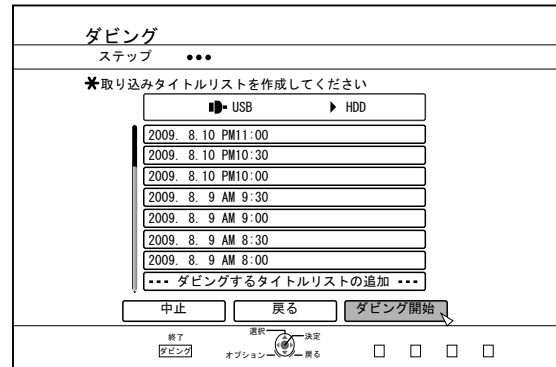 ダビング
ステップ ●●●
✱取り込みタイトルリストを作成してください
USB ▶ HDD
2009. 8.10 PM11:00
2009. 8.10 PM10:30
2009. 8.10 PM10:00
2009. 8. 9 AM 9:30
2009. 8. 9 AM 9:00
2009. 8. 9 AM 8:30
2009. 8. 9 AM 8:00
--- ダビングするタイトルリストの追加 ---
中止 戻る ダビング開始
終了 選択 決定
ダビング オプション 戻る